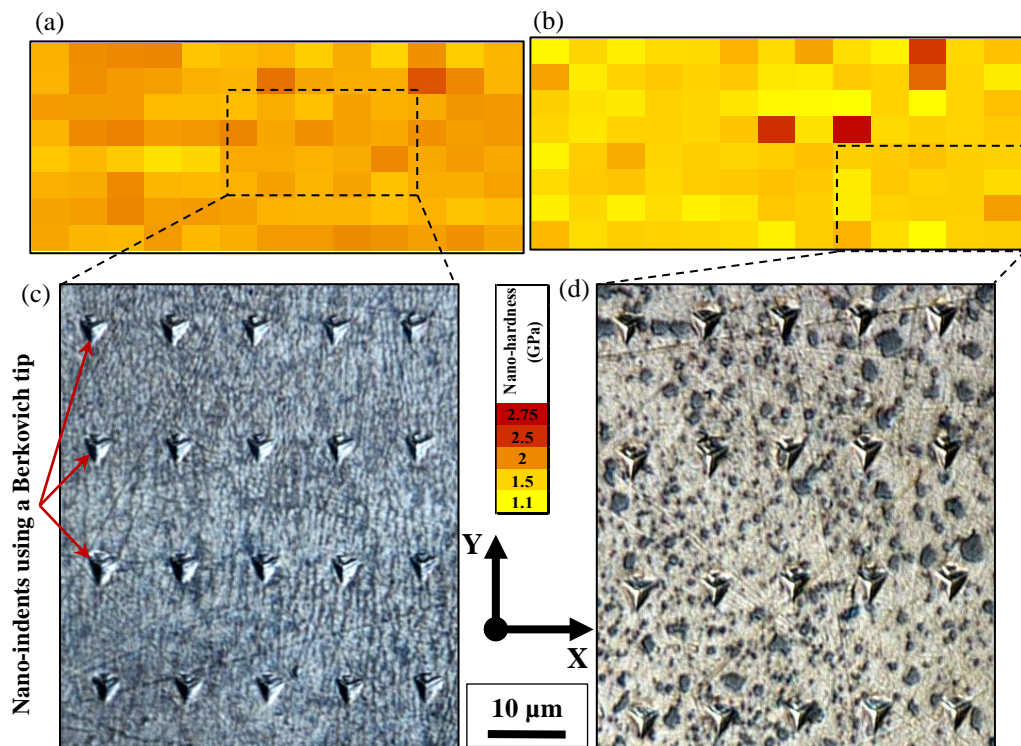 (a)
(b)
(c)
(d)
Nano-indents using a Berkovich tip
Nano-hardness
(GPa)
2.75
2.5
2
1.5
1.1
Y
X
10 µm